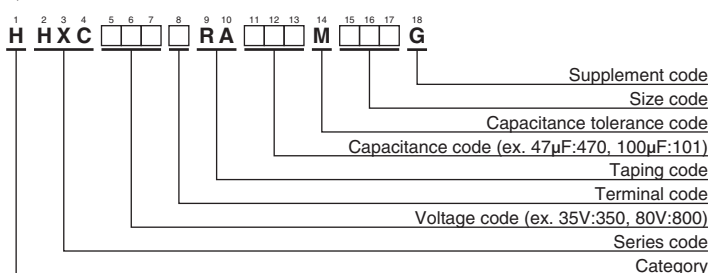 1 2 3 4 5 6 7 8 9 10 11 12 13 14 15 16 17 18
H HXC □□□ □ RA □□□ M □□□ G
Supplement code
Size code
Capacitance tolerance code
Capacitance code (ex. 47µF:470, 100µF:101)
Taping code
Terminal code
Voltage code (ex. 35V:350, 80V:800)
Series code
Category